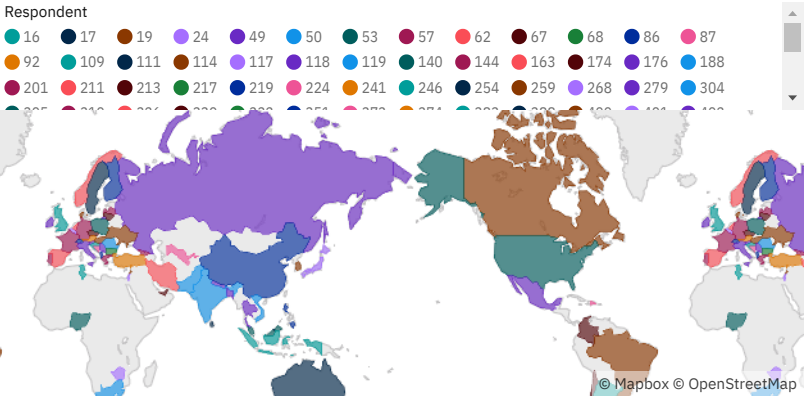 Respondent
16 17 19 24 49 50 53 57 62 67 68 86 87
92 109 111 114 117 118 119 140 144 163 174 176 188
201 211 213 217 219 224 241 246 254 259 268 279 304
© Mapbox © OpenStreetMap